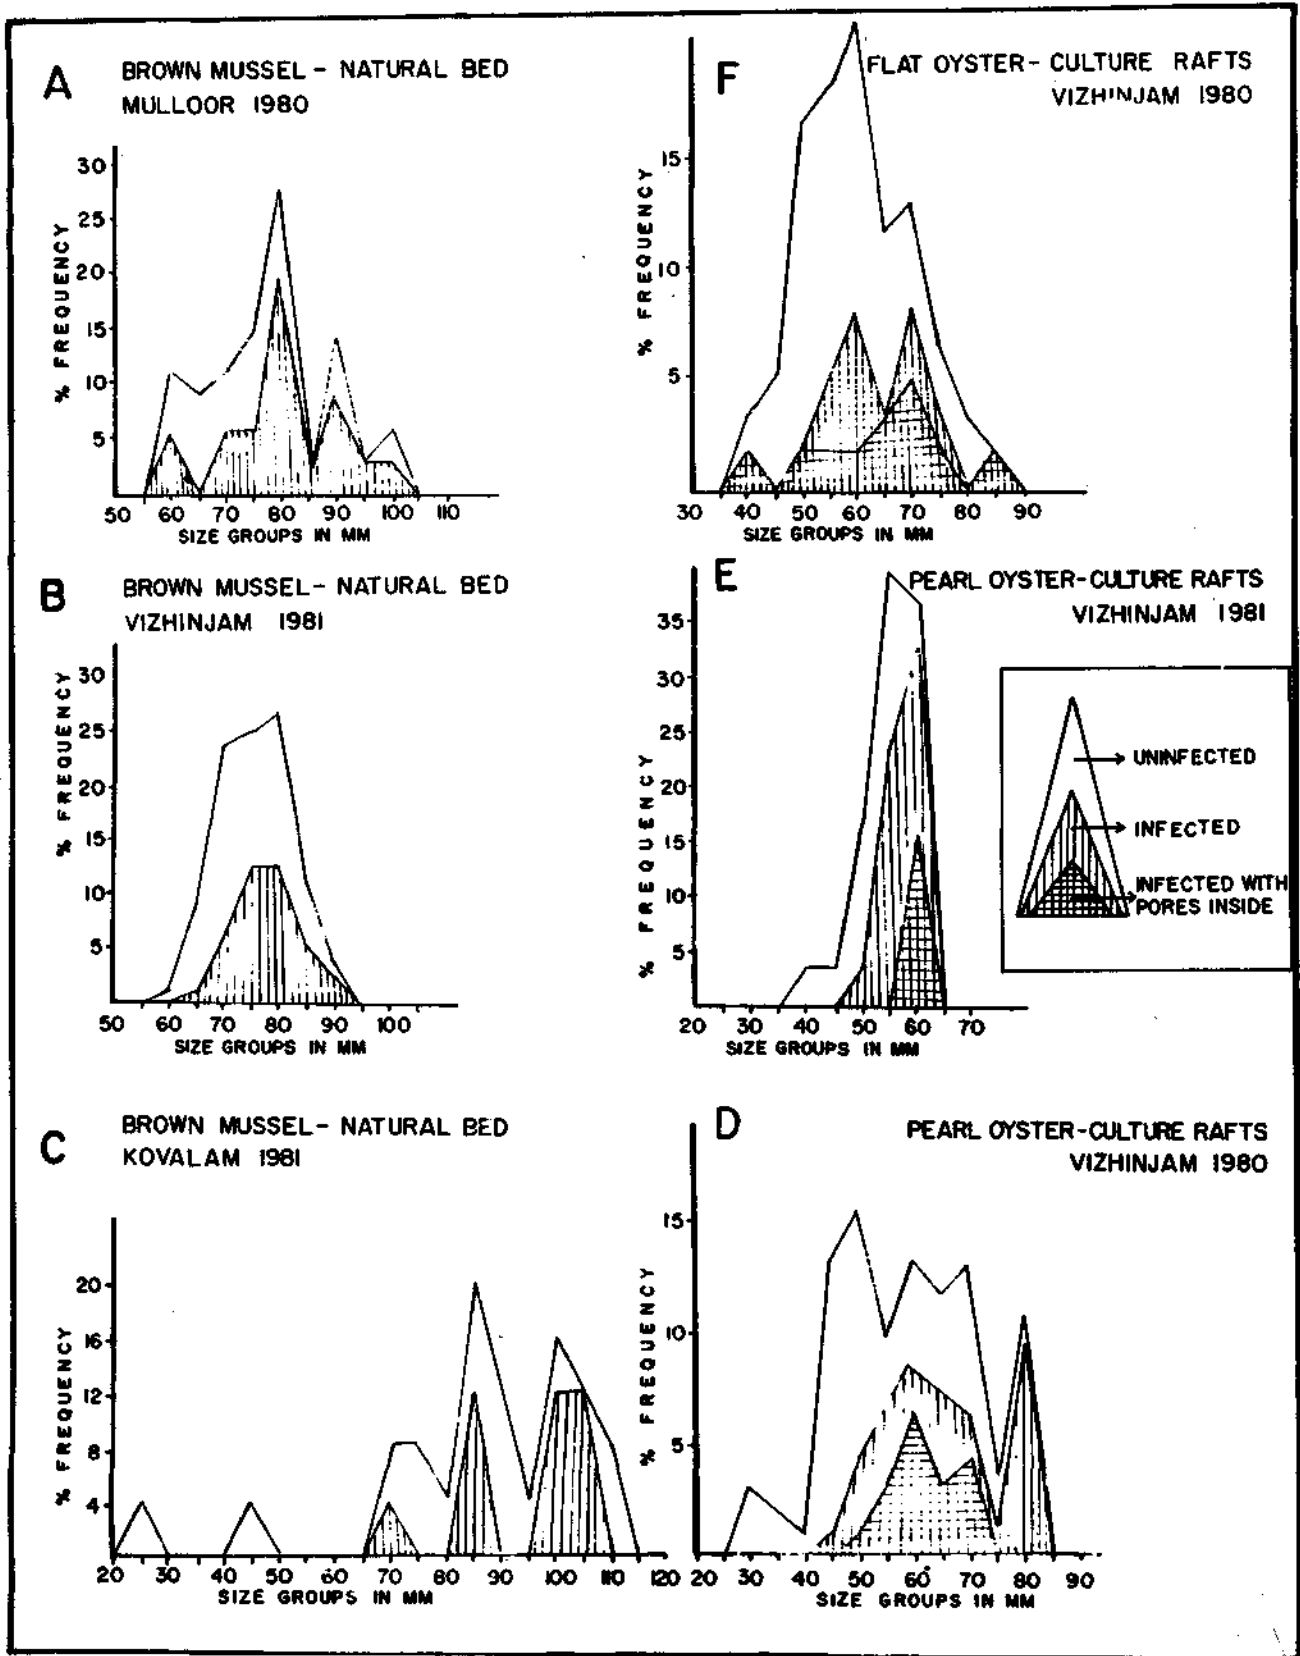 A
BROWN MUSSEL - NATURAL BED
MULLOOR 1980
% FREQUENCY
30
25
20
15
10
5
50 60 70 80 90 100 110
SIZE GROUPS IN MM
F
FLAT OYSTER - CULTURE RAFTS
VIZHINJAM 1980
% FREQUENCY
15
10
5
30 40 50 60 70 80 90
SIZE GROUPS IN MM
B
BROWN MUSSEL - NATURAL BED
VIZHINJAM 1981
% FREQUENCY
30
25
20
15
10
5
50 60 70 80 90 100
SIZE GROUPS IN MM
E
PEARL OYSTER - CULTURE RAFTS
VIZHINJAM 1981
% FREQUENCY
35
30
25
20
15
10
5
20 30 40 50 60 70
SIZE GROUPS IN MM
UNINFECTED
INFECTED
INFECTED WITH
PORES INSIDE
C
BROWN MUSSEL - NATURAL BED
KOVALAM 1981
% FREQUENCY
20
16
12
8
4
20 30 40 50 60 70 80 90 100 110 120
SIZE GROUPS IN MM
D
PEARL OYSTER - CULTURE RAFTS
VIZHINJAM 1980
% FREQUENCY
15
10
5
20 30 40 50 60 70 80 90
SIZE GROUPS IN MM